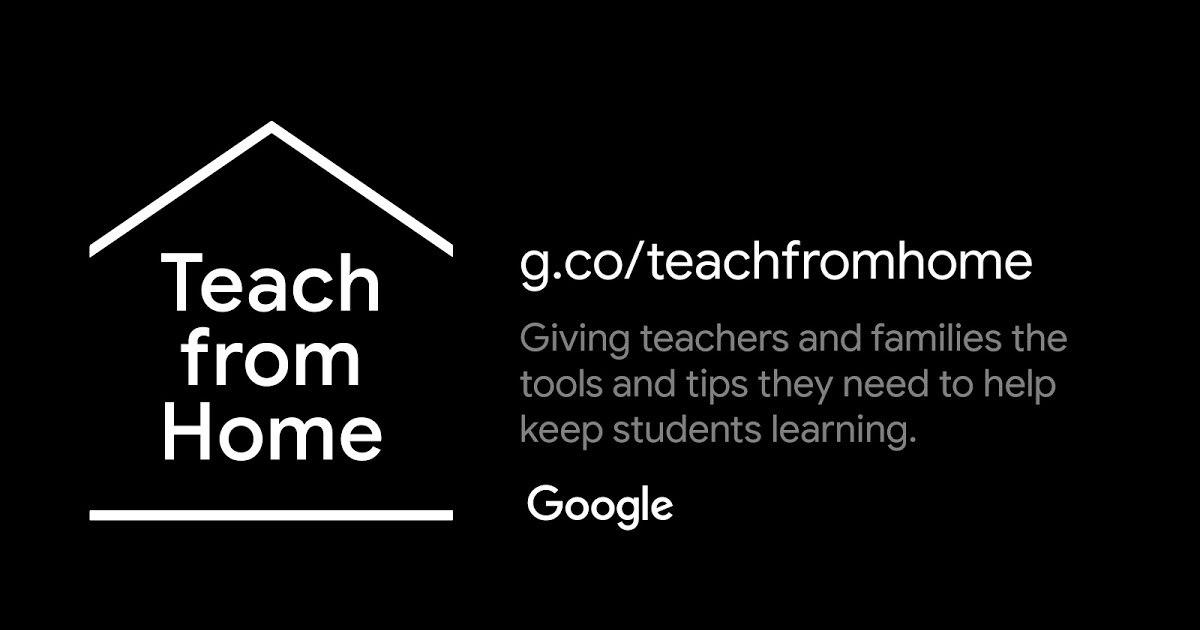 Teach
from
Home
g.co/teachfromhome
Giving teachers and families the
tools and tips they need to help
keep students learning.
Google